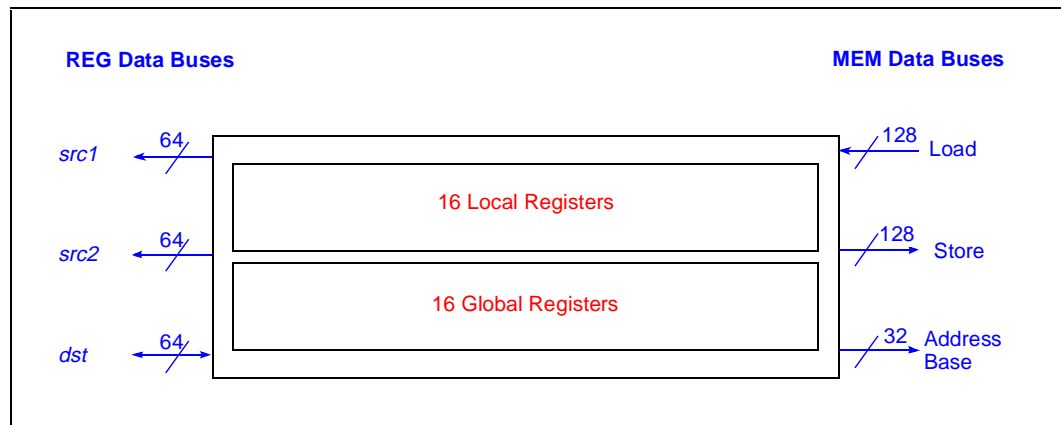 REG Data Buses
MEM Data Buses
src1
64
128
Load
16 Local Registers
src2
64
128
Store
16 Global Registers
dst
64
32
Address
Base